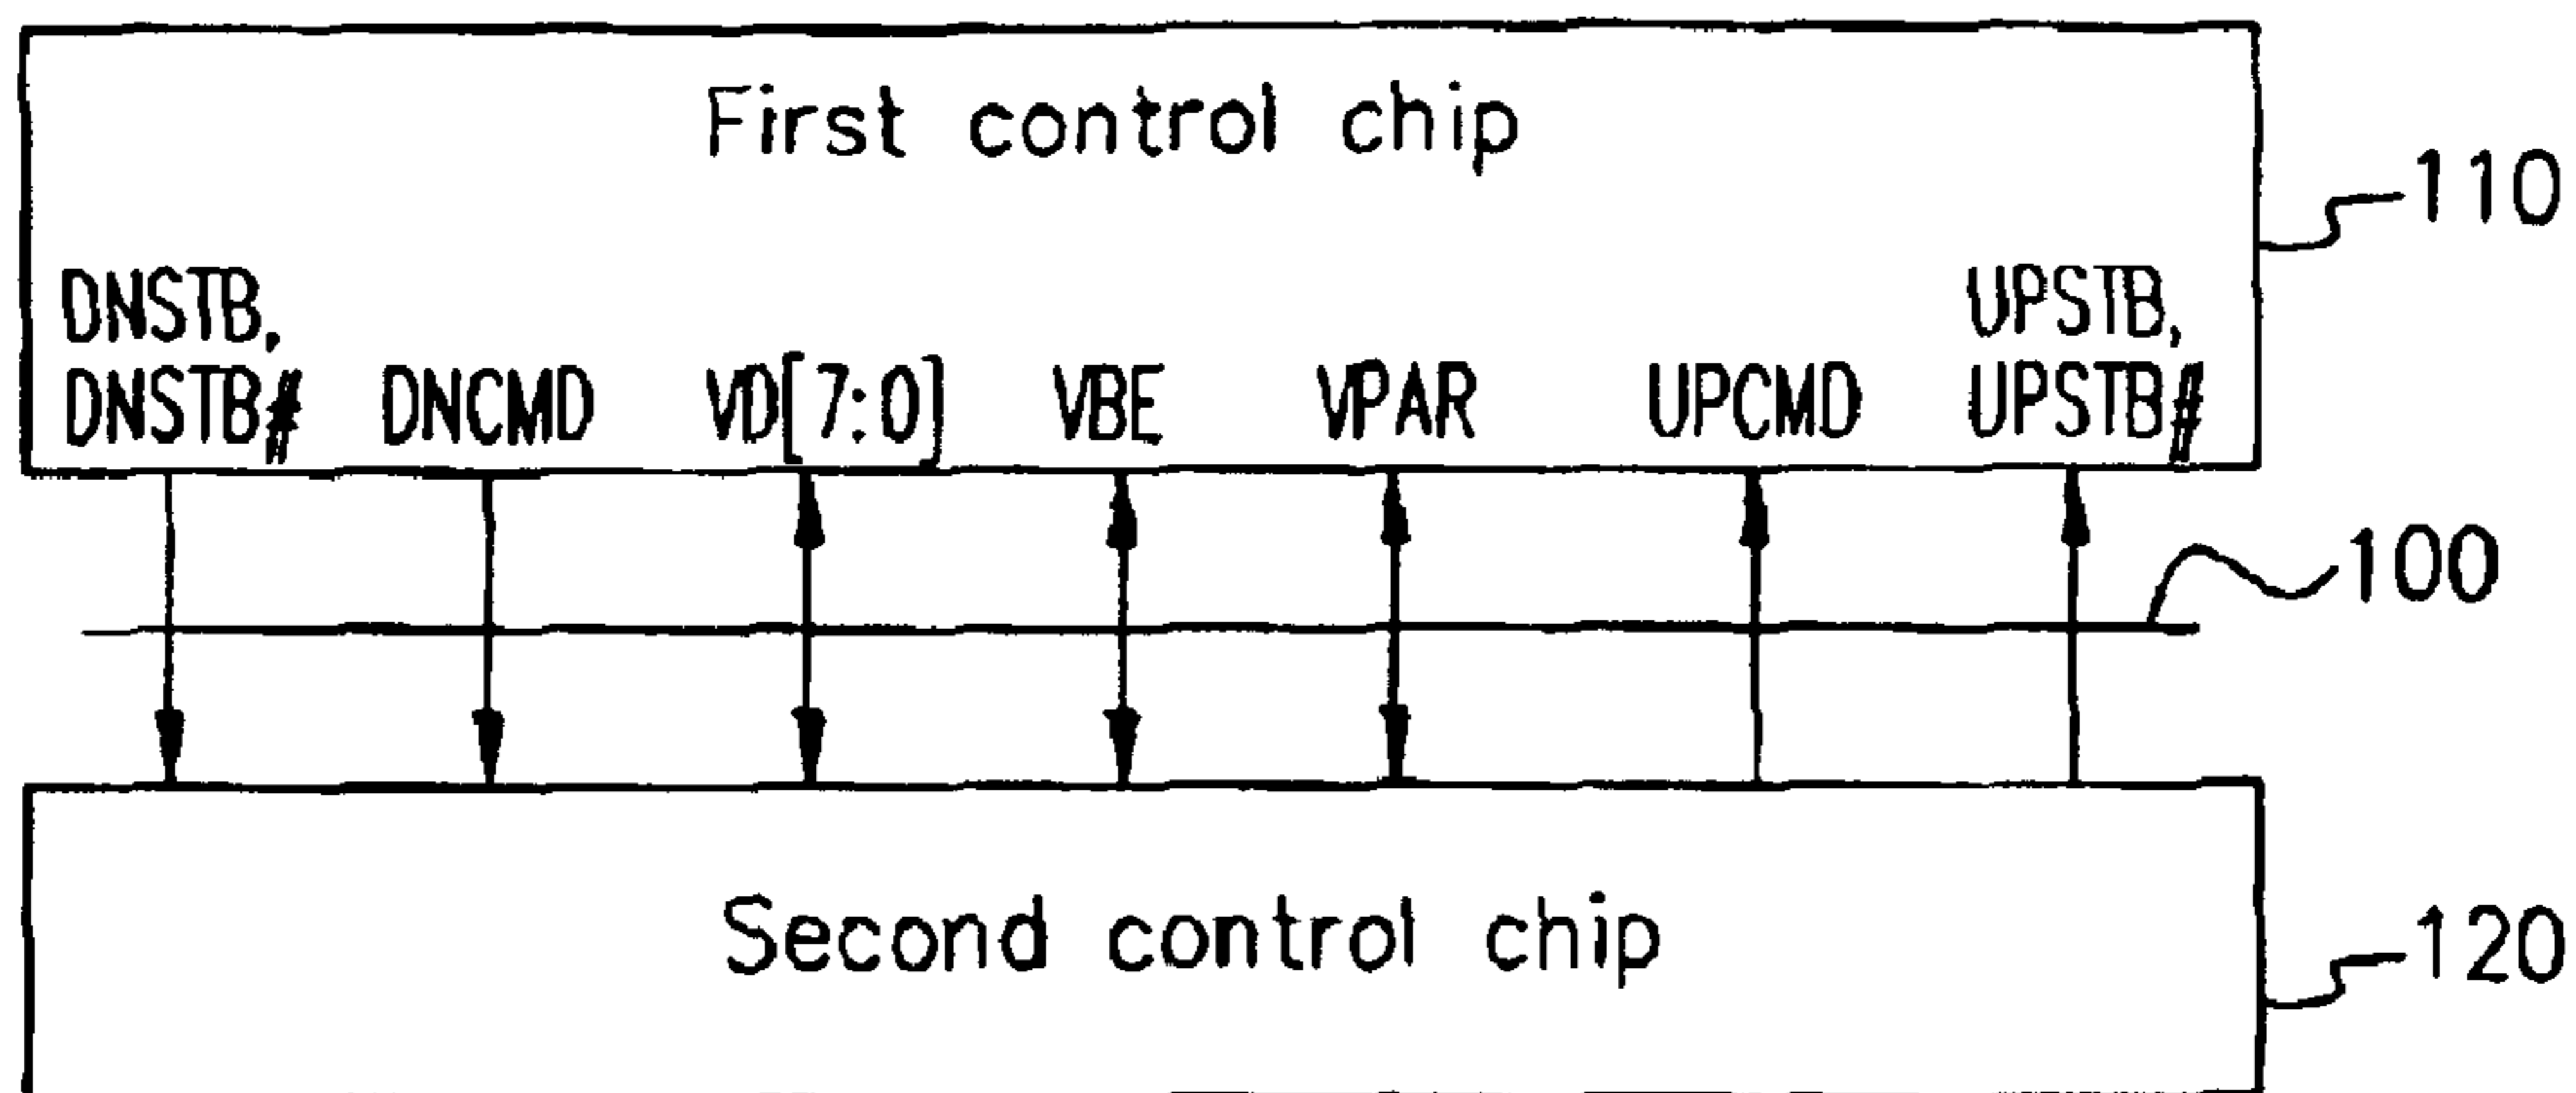 First control chip
110
DNSTB,
DNSTB#
DNCMD
VD[7:0]
VBE
VPAR
UPCMD
UPSTB,
UPSTB#
100
Second control chip
120